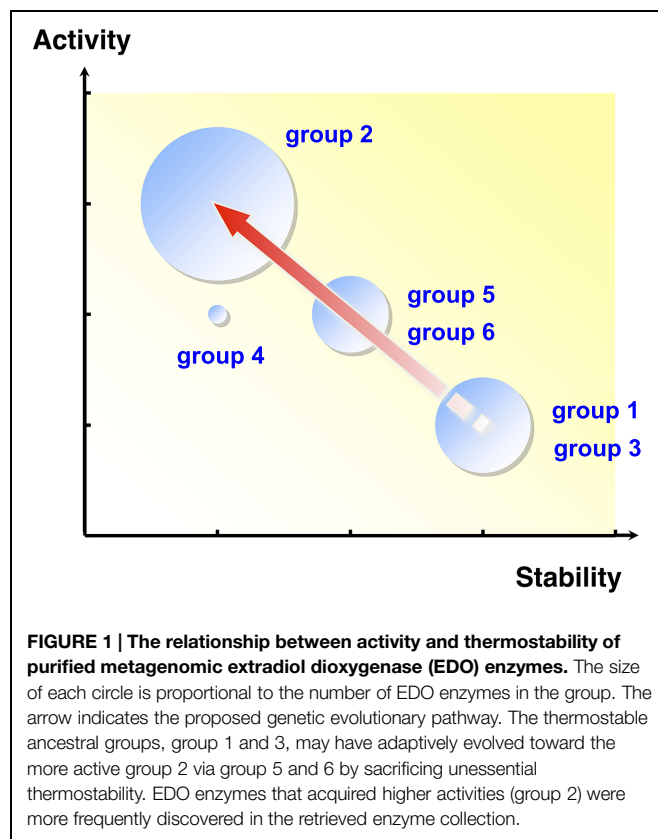 Activity
group 2
group 5
group 6
group 4
group 1
group 3
Stability
FIGURE 1 | The relationship between activity and thermostability of
purified metagenomic extradiol dioxygenase (EDO) enzymes. The size
of each circle is proportional to the number of EDO enzymes in the group. The
arrow indicates the proposed genetic evolutionary pathway. The thermostable
ancestral groups, group 1 and 3, may have adaptively evolved toward the
more active group 2 via group 5 and 6 by sacrificing unessential
thermostability. EDO enzymes that acquired higher activities (group 2) were
more frequently discovered in the retrieved enzyme collection.